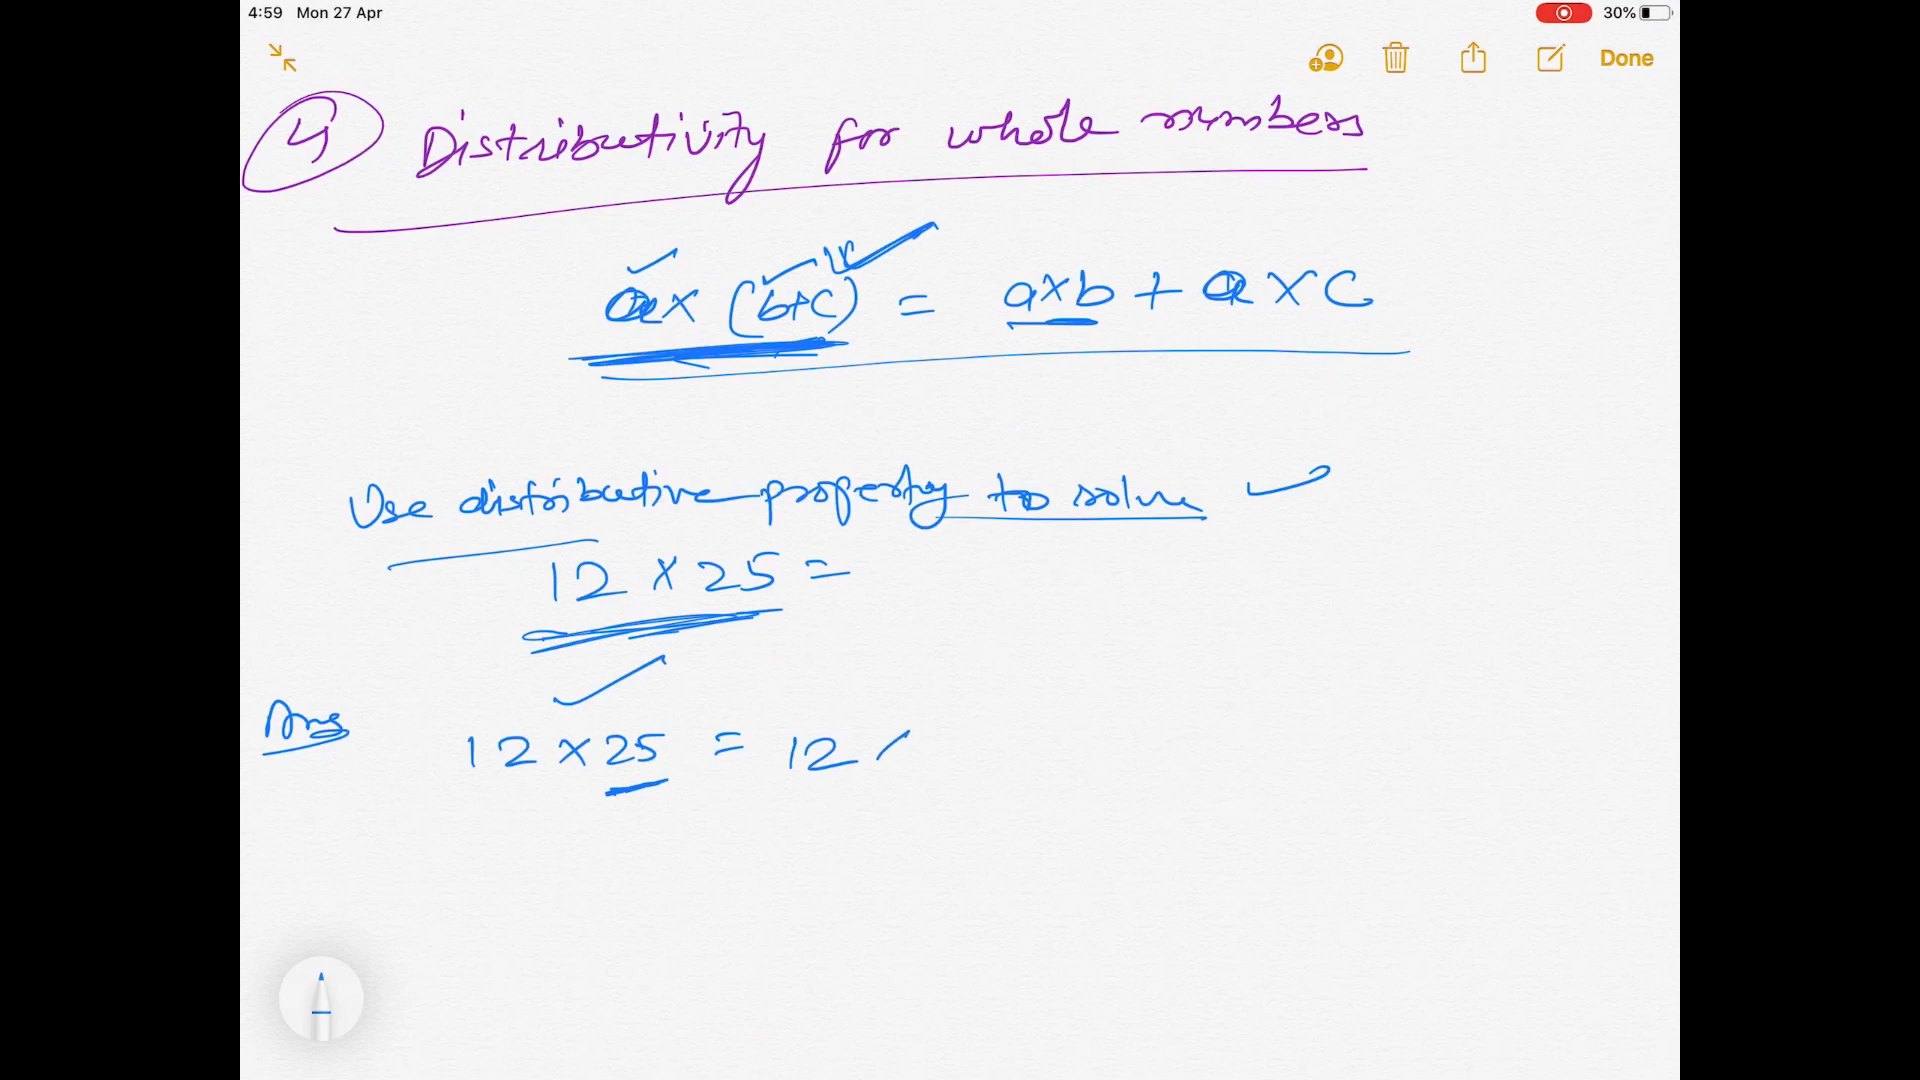 4:59 Mon 27 Apr 30%
Done
4 Distributivity for whole numbers
a× (b+c) = a×b + a×c
Use distributive property to solve
12 × 25 =
Ans 12 × 25 = 12